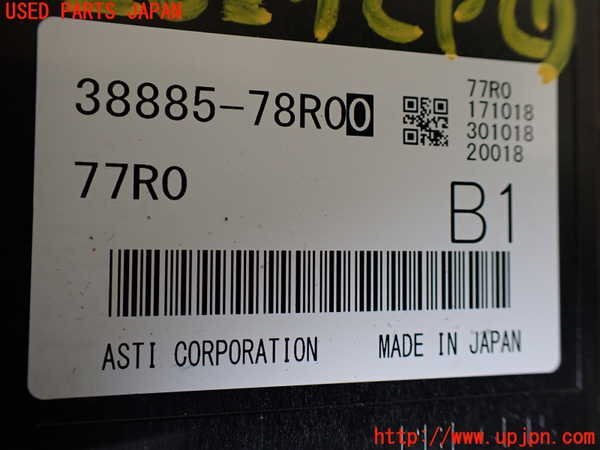 USED PARTS JAPAN
38885-78R00
77R0
77R0
171018
301018
20018
B1
ASTI CORPORATION
MADE IN JAPAN
http://www.upjpn.com